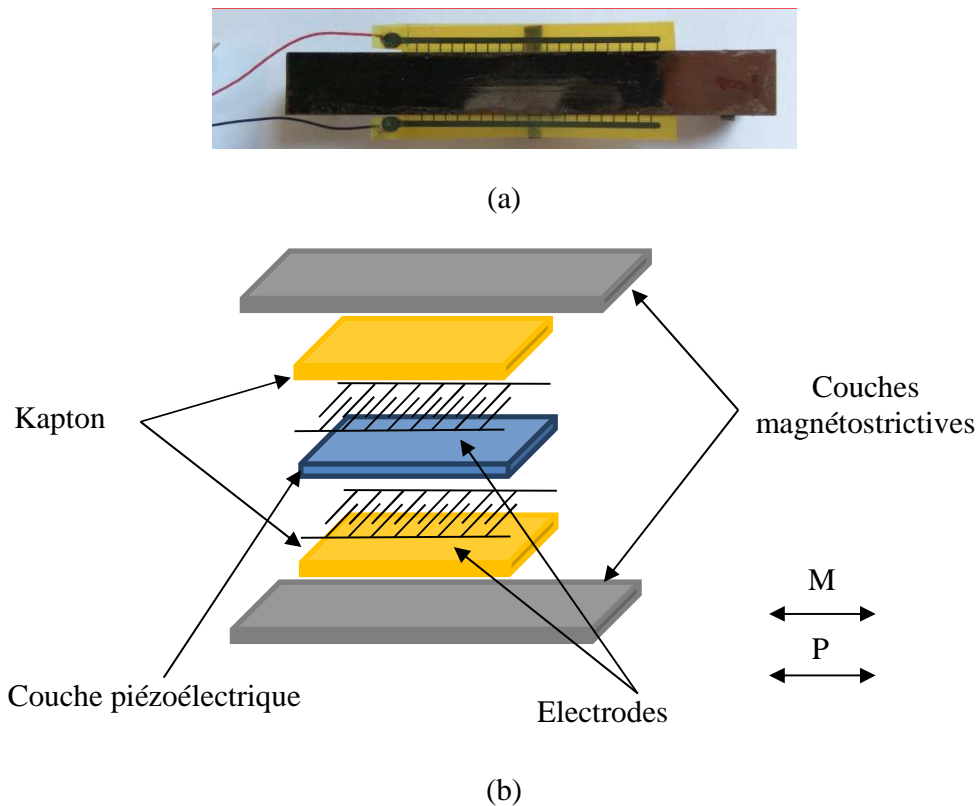 (a)
Kapton
Couches
magnétostrictives
M
P
Couche piézoélectrique
Electrodes
(b)